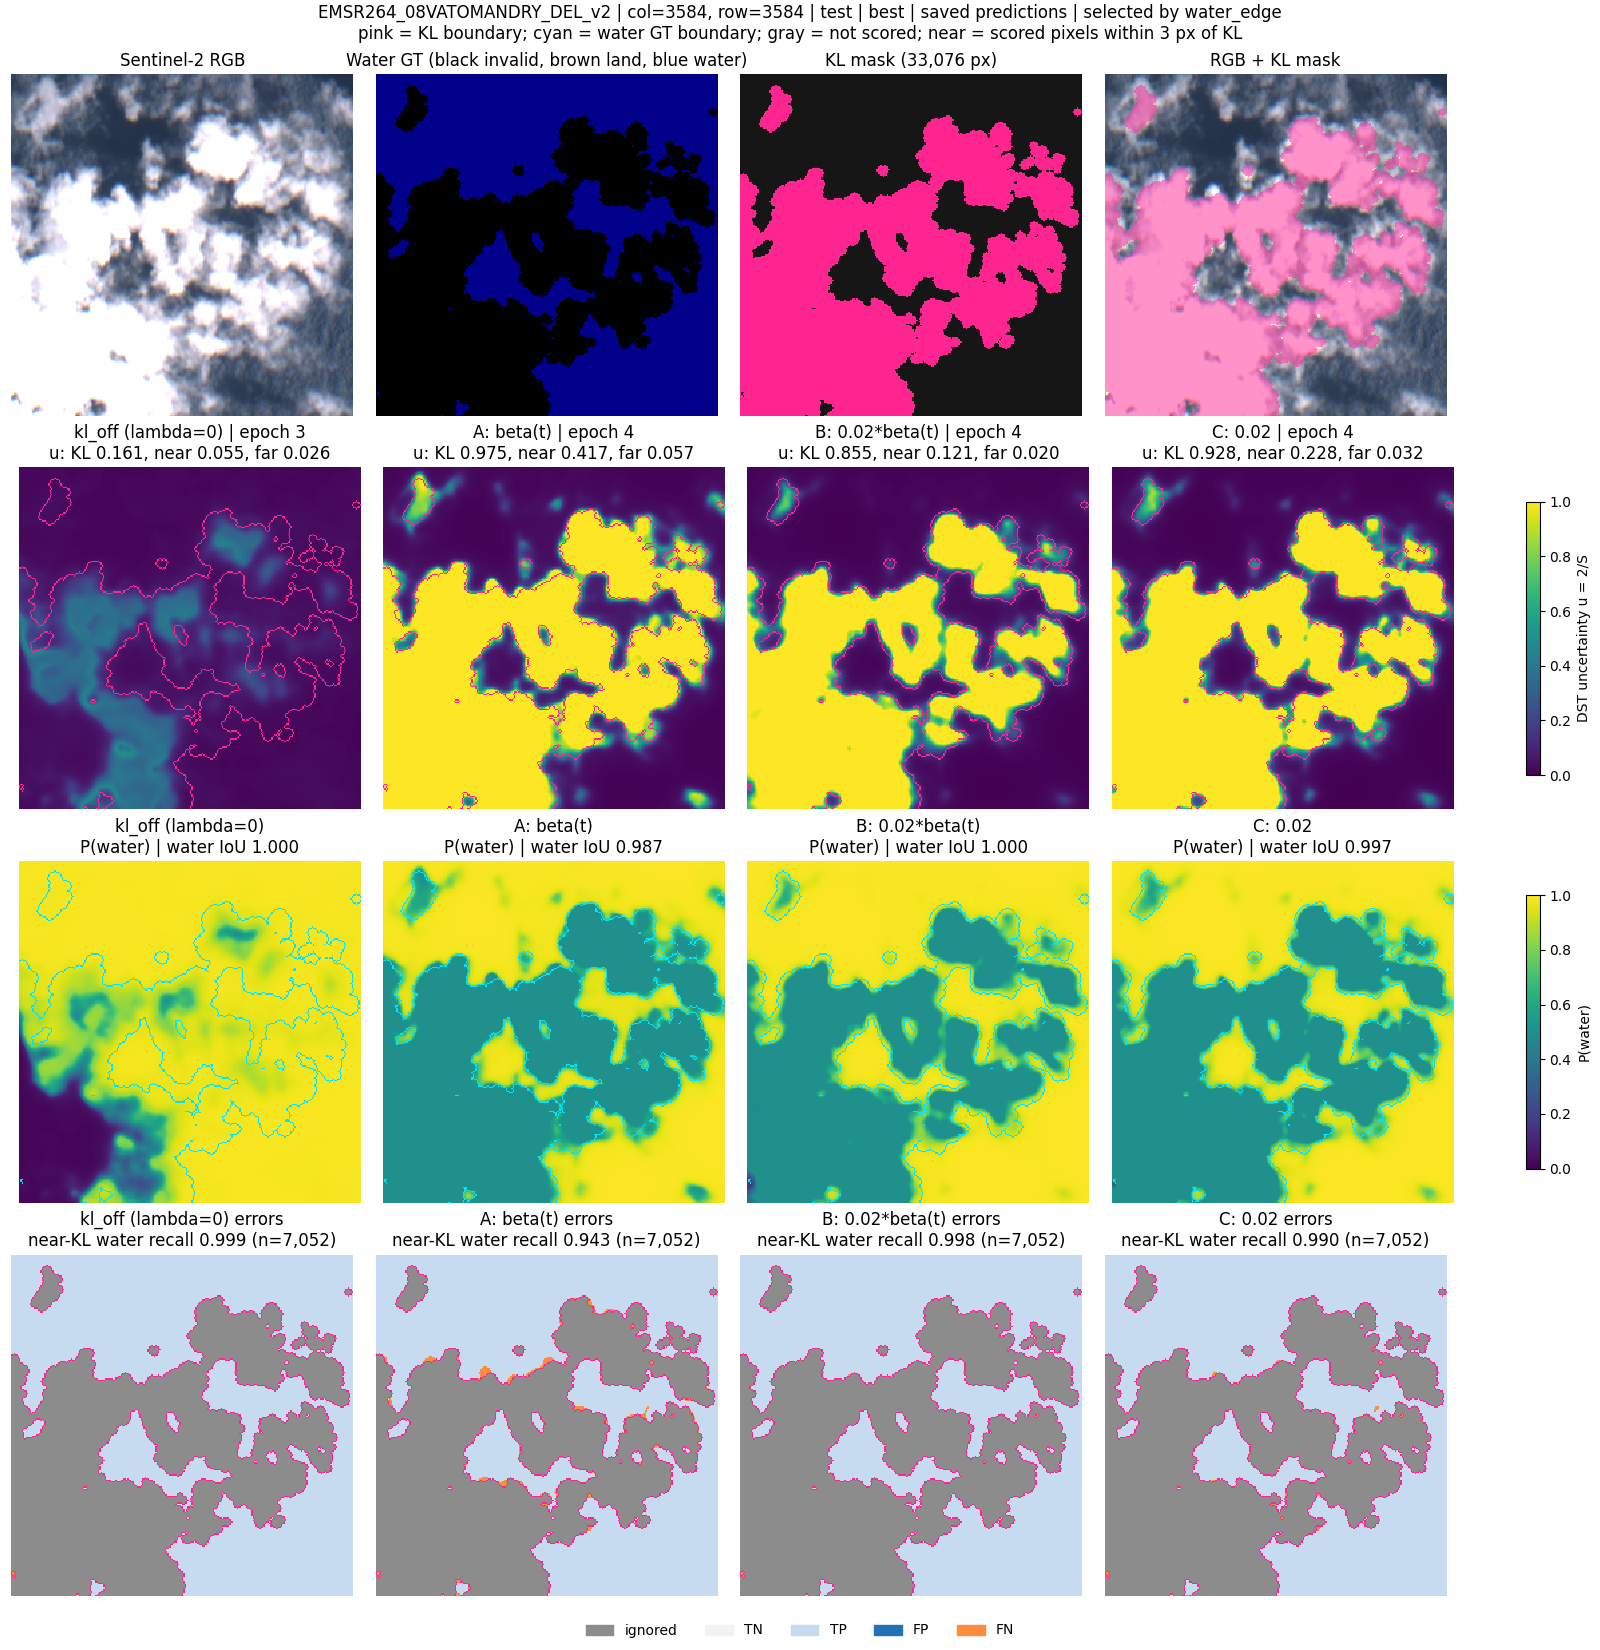 EMSR264_08VATOMANDRY_DEL_v2 | col=3584, row=3584 | test | best | saved predictions | selected by water_edge
pink = KL boundary; cyan = water GT boundary; gray = not scored; near = scored pixels within 3 px of KL
Sentinel-2 RGB
Water GT (black invalid, brown land, blue water)
KL mask (33,076 px)
RGB + KL mask
kl_off (lambda=0) | epoch 3
u: KL 0.161, near 0.055, far 0.026
A: beta(t) | epoch 4
u: KL 0.975, near 0.417, far 0.057
B: 0.02*beta(t) | epoch 4
u: KL 0.855, near 0.121, far 0.020
C: 0.02 | epoch 4
u: KL 0.928, near 0.228, far 0.032
1.0
0.8
0.6
0.4
0.2
0.0
DST uncertainty u = 2/S
kl_off (lambda=0)
P(water) | water IoU 1.000
A: beta(t)
P(water) | water IoU 0.987
B: 0.02*beta(t)
P(water) | water IoU 1.000
C: 0.02
P(water) | water IoU 0.997
1.0
0.8
0.6
0.4
0.2
0.0
P(water)
kl_off (lambda=0) errors
near-KL water recall 0.999 (n=7,052)
A: beta(t) errors
near-KL water recall 0.943 (n=7,052)
B: 0.02*beta(t) errors
near-KL water recall 0.998 (n=7,052)
C: 0.02 errors
near-KL water recall 0.990 (n=7,052)
ignored
TN
TP
FP
FN